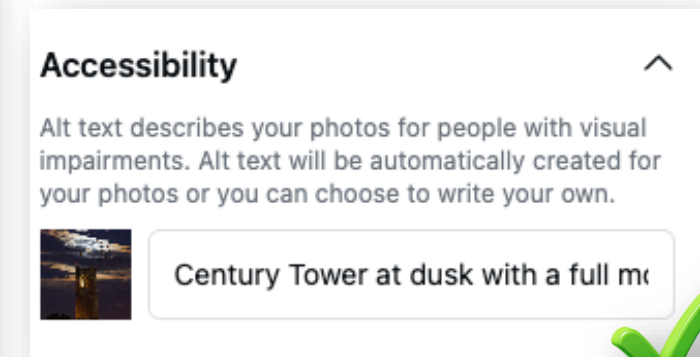 Accessibility
Alt text describes your photos for people with visual
impairments. Alt text will be automatically created for
your photos or you can choose to write your own.
Century Tower at dusk with a full